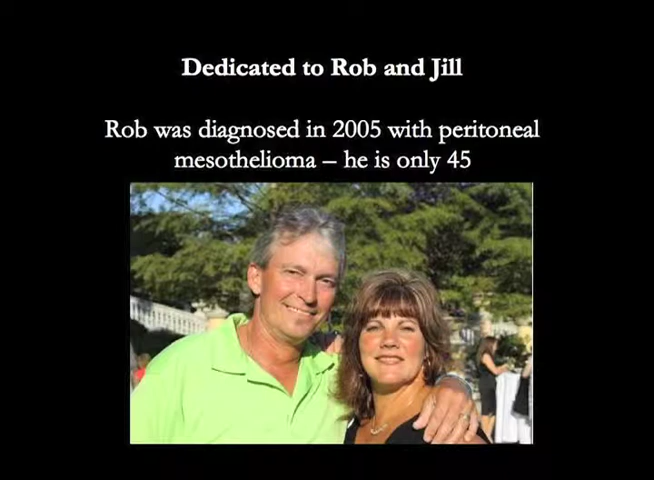 Dedicated to Rob and Jill
Rob was diagnosed in 2005 with peritoneal
mesothelioma – he is only 45